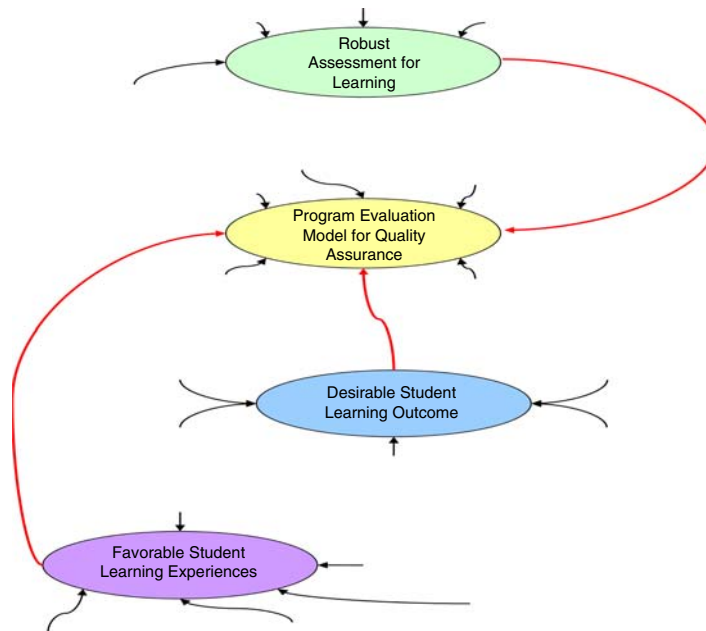 Robust
Assessment for
Learning
Program Evaluation
Model for Quality
Assurance
Desirable Student
Learning Outcome
Favorable Student
Learning Experiences